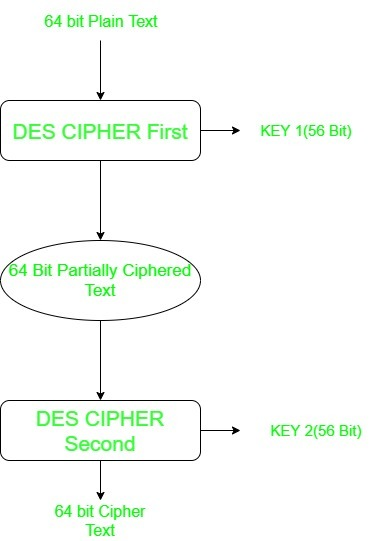 64 bit Plain Text
DES CIPHER First
KEY 1(56 Bit)
64 Bit Partially Ciphered
Text
DES CIPHER
Second
KEY 2(56 Bit)
64 bit Cipher
Text